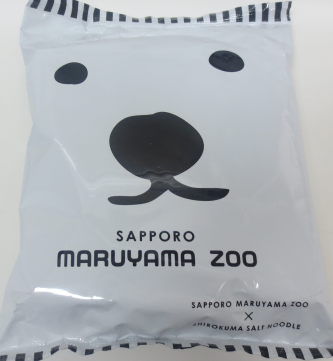 SAPPORO
MARUYAMA ZOO
SAPPORO MARUYAMA ZOO
×
SHIROKUMA SALT NOODLE